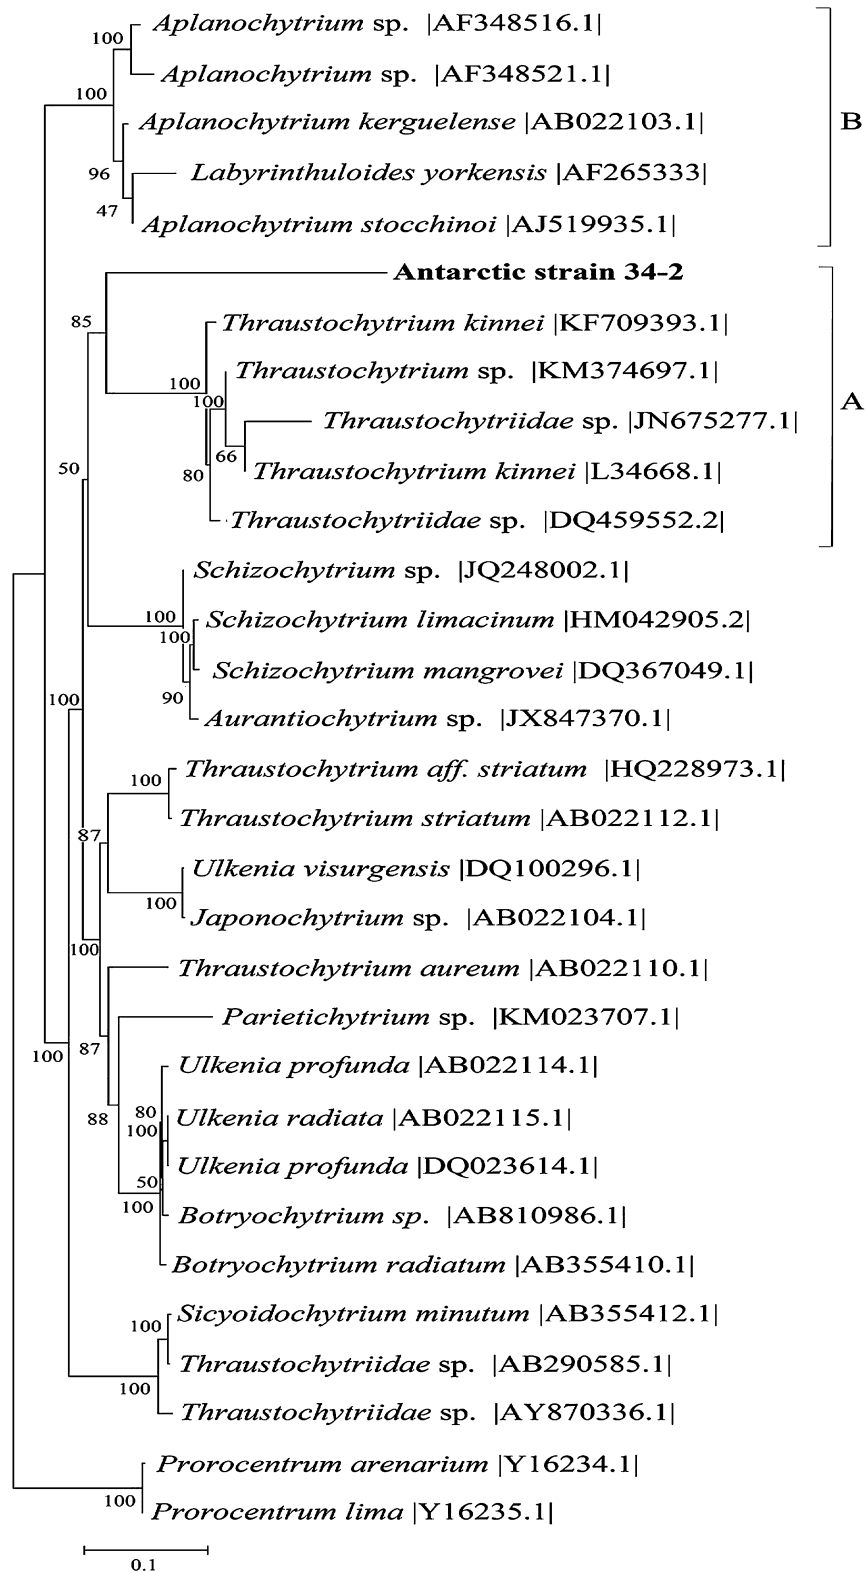 Aplanochytrium sp. |AF348516.1|
100
Aplanochytrium sp. |AF348521.1|
100
Aplanochytrium kerguelense |AB022103.1|
B
96
Labyrinthuloides yorkensis |AF265333|
47
Aplanochytrium stocchinoi |AJ519935.1|
Antarctic strain 34-2
85
Thraustochytrium kinnei |KF709393.1|
100
Thraustochytrium sp. |KM374697.1|
100
A
Thraustochytriidae sp. |JN675277.1|
66
50
80
Thraustochytrium kinnei |L34668.1|
Thraustochytriidae sp. |DQ459552.2|
Schizochytrium sp. |JQ248002.1|
100
Schizochytrium limacinum |HM042905.2|
100
Schizochytrium mangrovei |DQ367049.1|
90
100
Aurantiochytrium sp. |JX847370.1|
Thraustochytrium aff. striatum |HQ228973.1|
100
Thraustochytrium striatum |AB022112.1|
87
Ulkenia visurgensis |DQ100296.1|
100
Japonochytrium sp. |AB022104.1|
100
Thraustochytrium aureum |AB022110.1|
Parietichytrium sp. |KM023707.1|
100
87
Ulkenia profunda |AB022114.1|
88
80
Ulkenia radiata |AB022115.1|
100
Ulkenia profunda |DQ023614.1|
50
100
Botryochytrium sp. |AB810986.1|
Botryochytrium radiatum |AB355410.1|
Sicyoidochytrium minutum |AB355412.1|
100
Thraustochytriidae sp. |AB290585.1|
100
Thraustochytriidae sp. |AY870336.1|
Prorocentrum arenarium |Y16234.1|
100
Prorocentrum lima |Y16235.1|
0.1